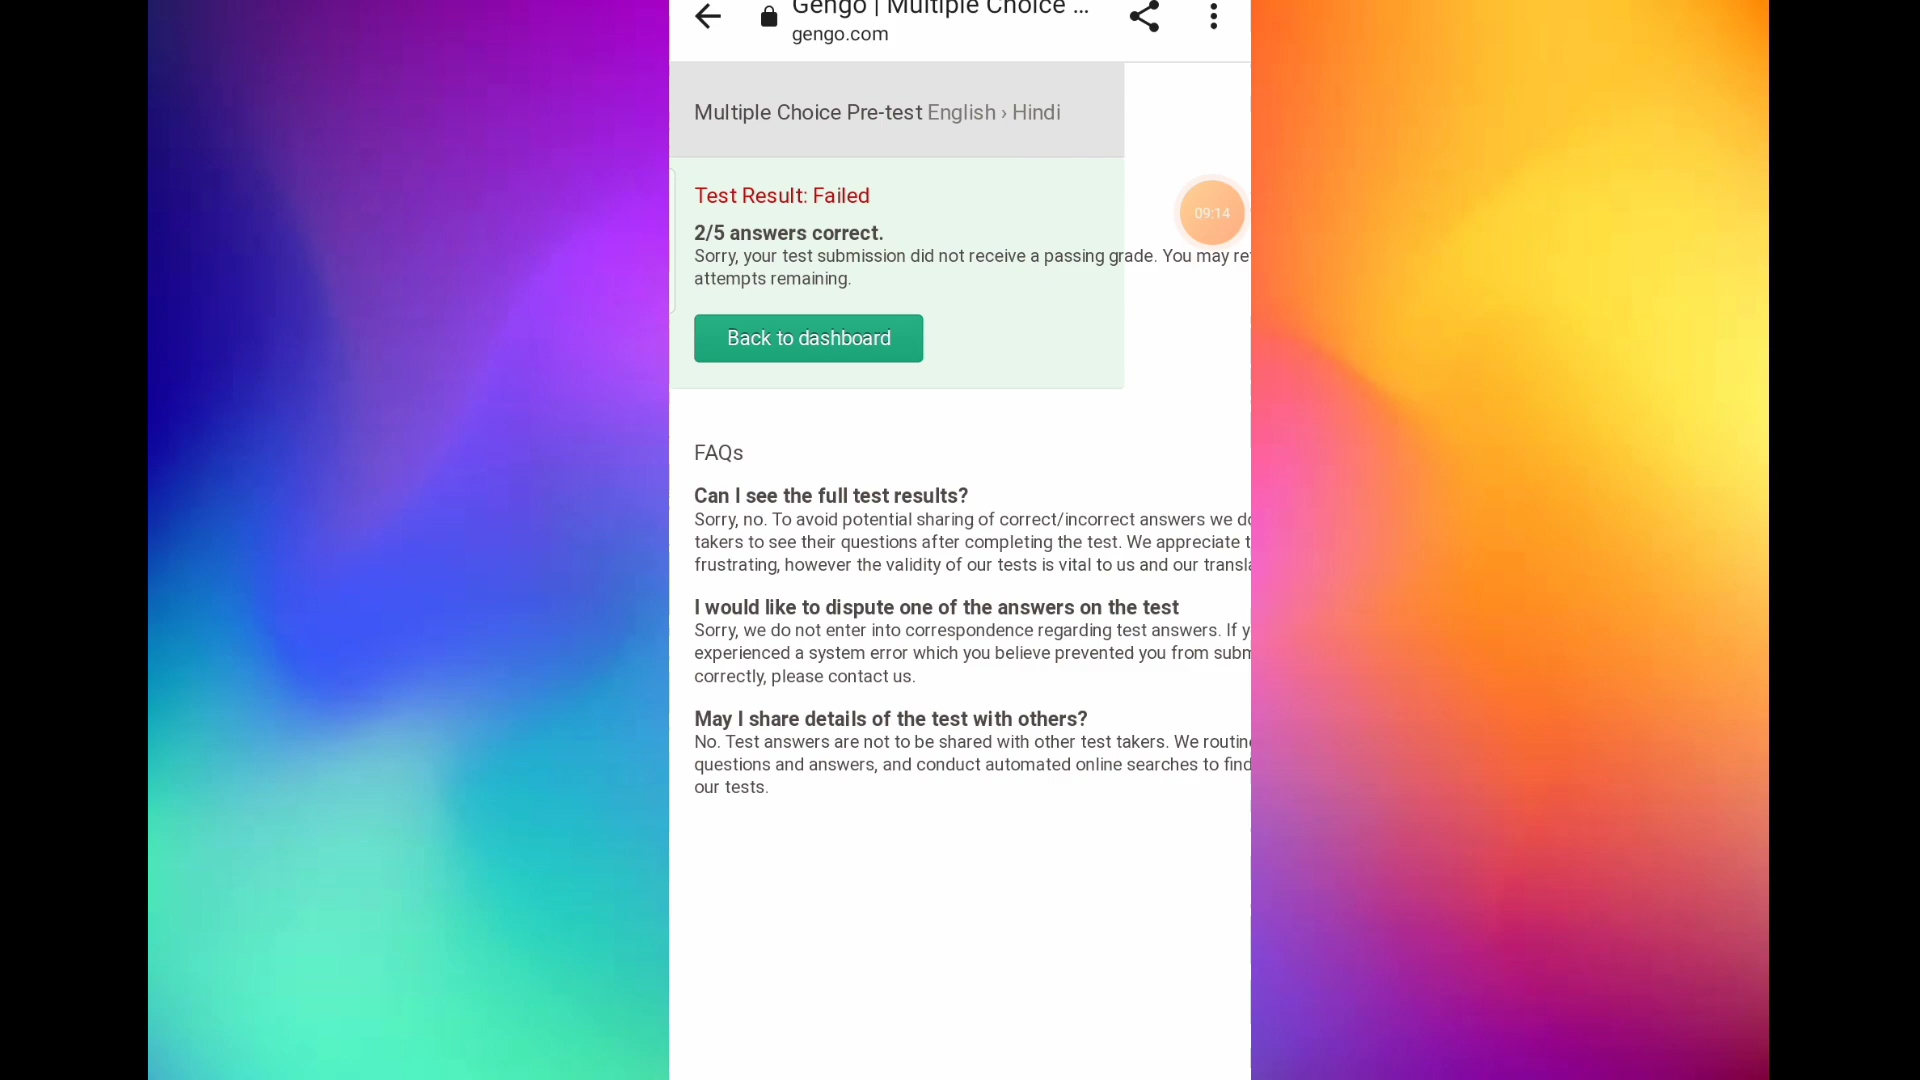 Gengo | Multiple Choice ...
gengo.com
Multiple Choice Pre-test English › Hindi
Test Result: Failed
09:14
2/5 answers correct.
Sorry, your test submission did not receive a passing grade. You may
attempts remaining.
Back to dashboard
FAQs
Can I see the full test results?
Sorry, no. To avoid potential sharing of correct/incorrect answers we
takers to see their questions after completing the test. We appreciate
frustrating, however the validity of our tests is vital to us and our
I would like to dispute one of the answers on the test
Sorry, we do not enter into correspondence regarding test answers. If
experienced a system error which you believe prevented you from
correctly, please contact us.
May I share details of the test with others?
No. Test answers are not to be shared with other test takers. We
questions and answers, and conduct automated online searches to find
our tests.